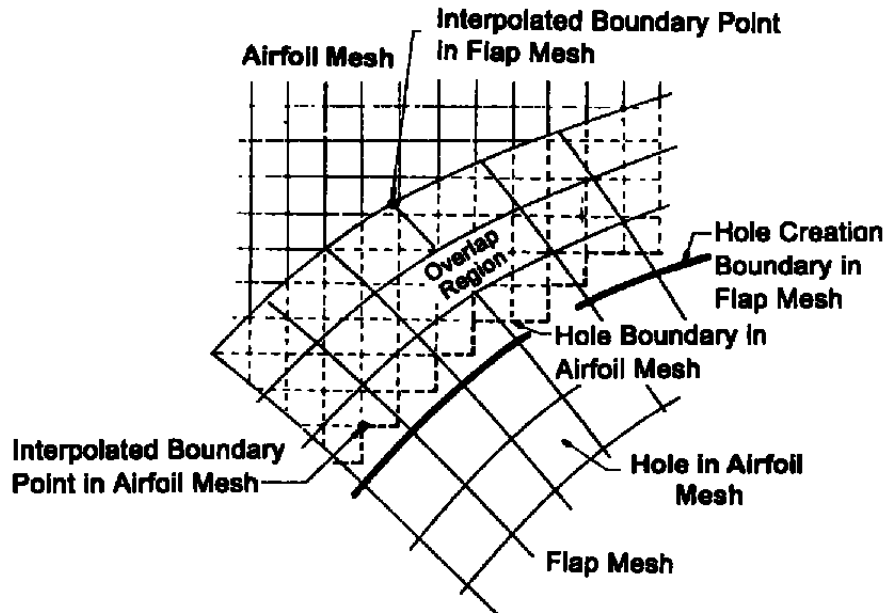 Interpolated Boundary Point
in Flap Mesh
Airfoil Mesh
Overlap
Region
Hole Creation
Boundary in
Flap Mesh
Hole Boundary in
Airfoil Mesh
Interpolated Boundary
Point in Airfoil Mesh
Hole in Airfoil
Mesh
Flap Mesh